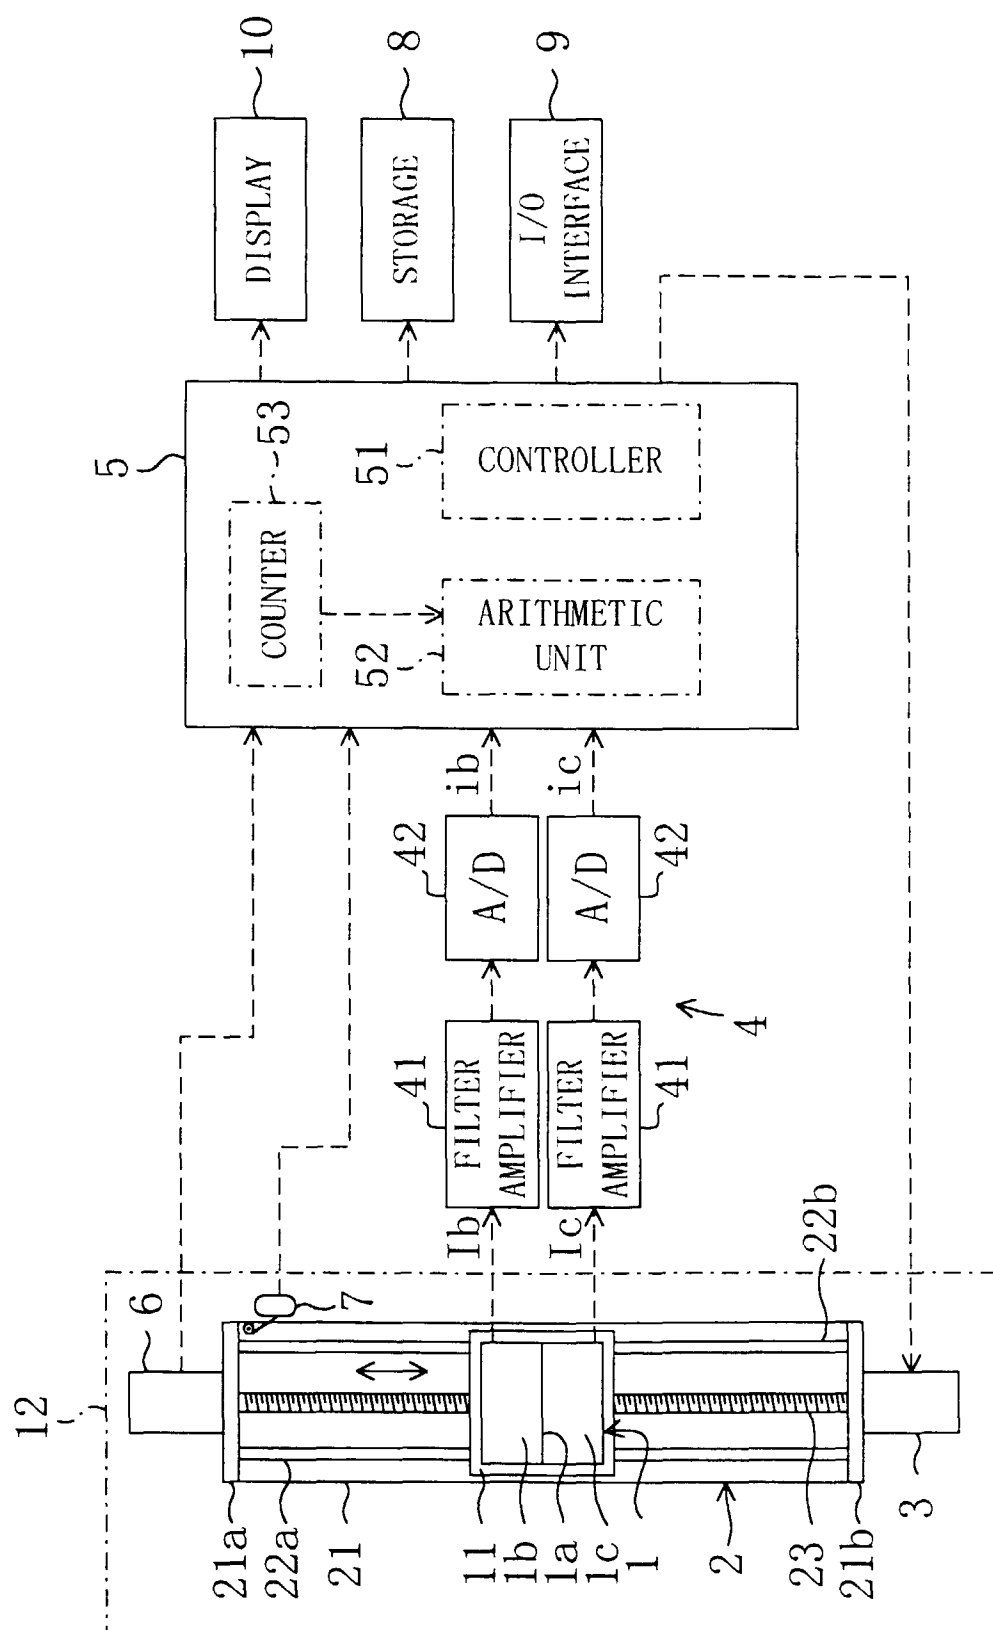 10
8
9
DISPLAY
STORAGE
I/O
INTERFACE
5
53
51
COUNTER
CONTROLLER
52
ARITHMETIC
UNIT
ib
ic
42
A/D
A/D
42
41
FILTER
AMPLIFIER
FILTER
AMPLIFIER
41
4
Ib
Ic
12
6
7
22b
21a
22a
21
11
1b
1a
1c
1
2
23
21b
3